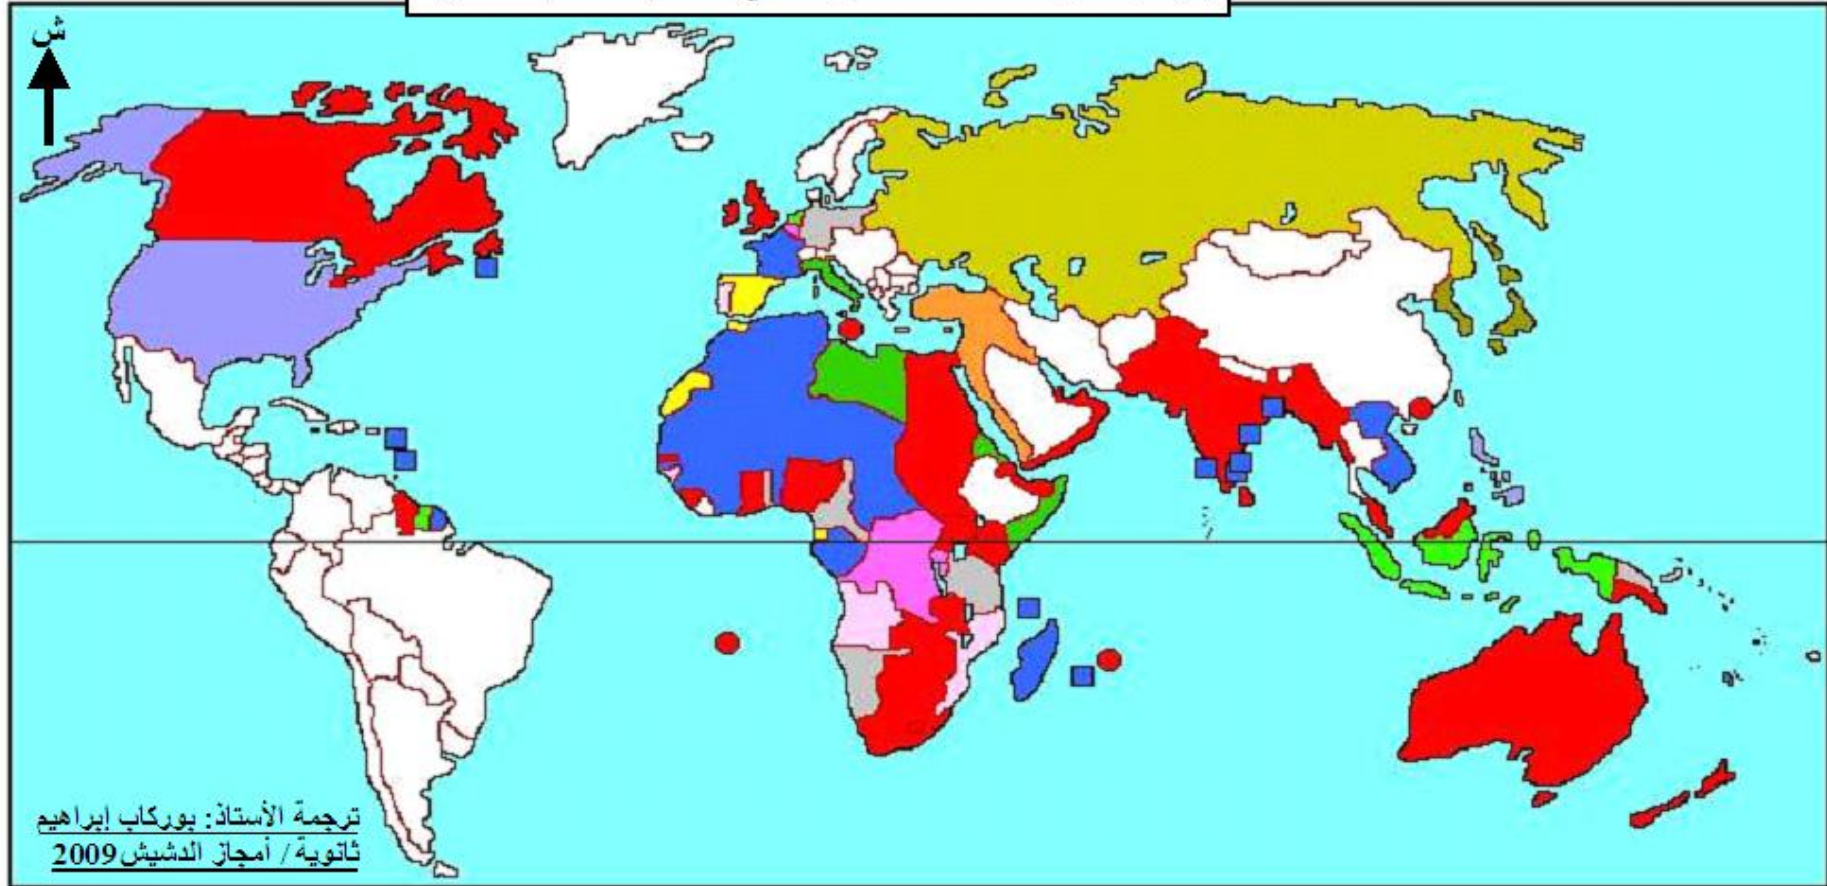 ش
ترجمة الأستاذ: بوركاب إبراهيم
ثانوية / أمجاز الدشيش 2009